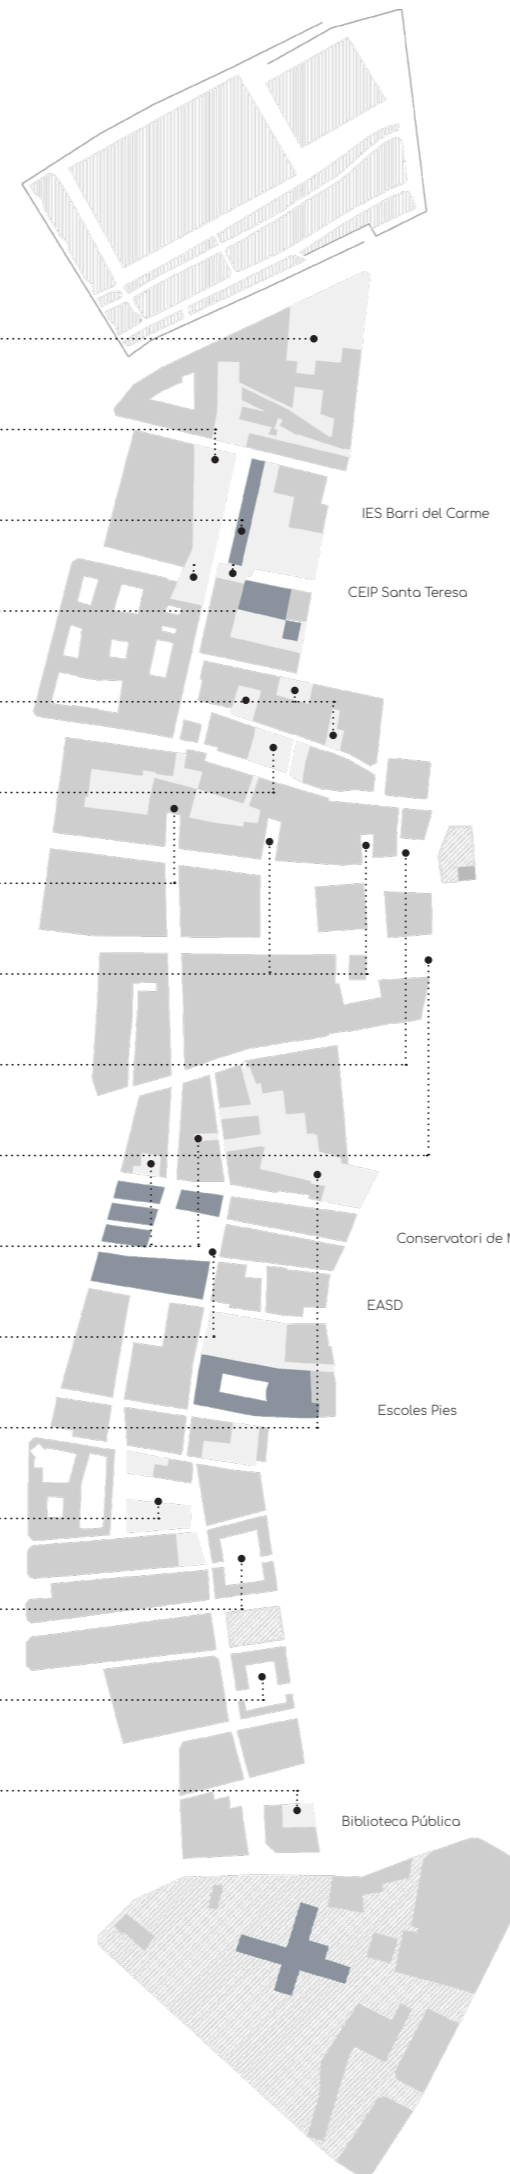 IES Barri del Carme
CEIP Santa Teresa
Conservatori de
EASD
Escoles Pies
Biblioteca Pública